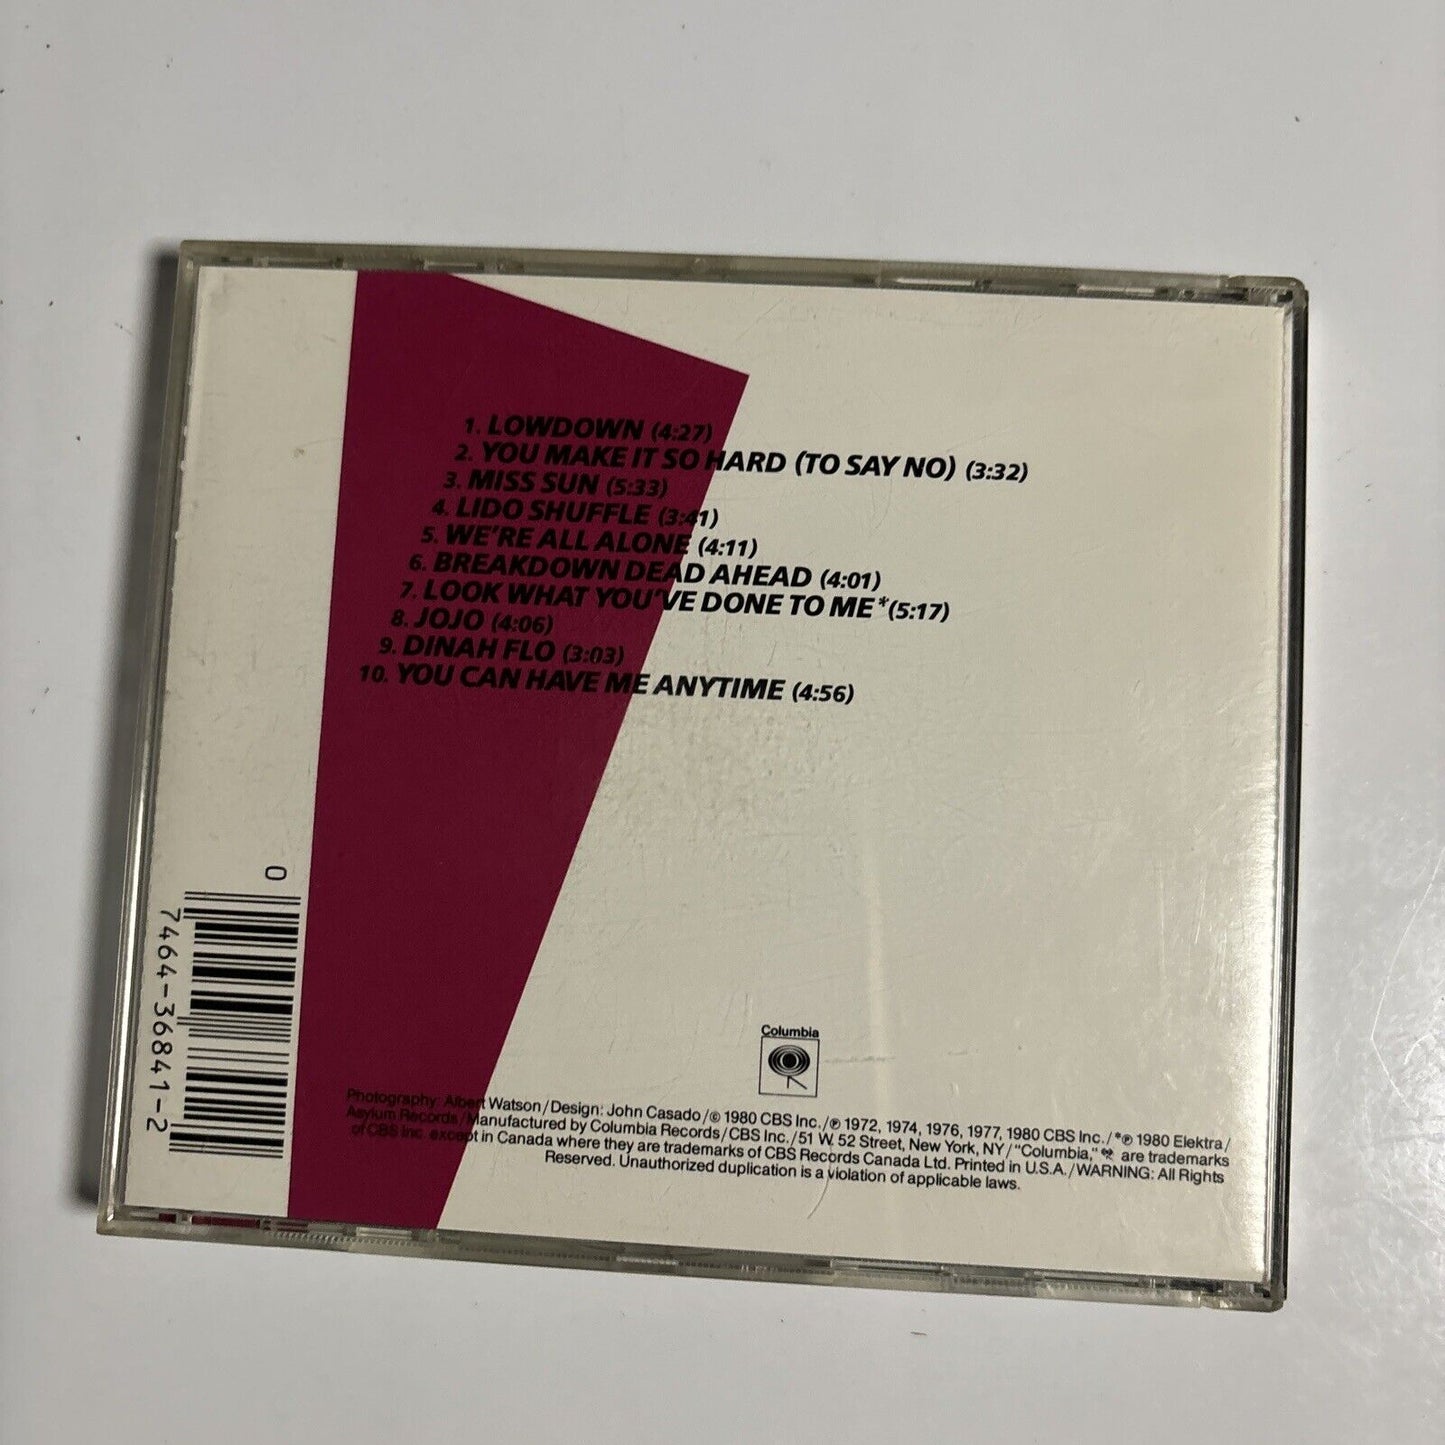 1. LOWDOWN (4:27)
2. YOU MAKE IT SO HARD (TO SAY NO) (3:32)
3. MISS SUN (5:33)
4. LIDO SHUFFLE (3:41)
5. WE'RE ALL ALONE (4:11)
6. BREAKDOWN DEAD AHEAD (4:01)
7. LOOK WHAT YOU'VE DONE TO ME* (5:17)
8. JOJO (4:06)
9. DINAH FLO (3:03)
10. YOU CAN HAVE ME ANYTIME (4:56)
0
7464-36841-2
Columbia
Photography: Albert Watson/Design: John Casado/© 1980 CBS Inc./℗ 1972, 1974, 1976, 1977, 1980 CBS Inc./*℗ 1980 Elektra/
Asylum Records/Manufactured by Columbia Records/CBS Inc./51 W. 52 Street, New York, NY/"Columbia," are trademarks
of CBS Inc. except in Canada where they are trademarks of CBS Records Canada Ltd. Printed in U.S.A./WARNING: All Rights
Reserved. Unauthorized duplication is a violation of applicable laws.